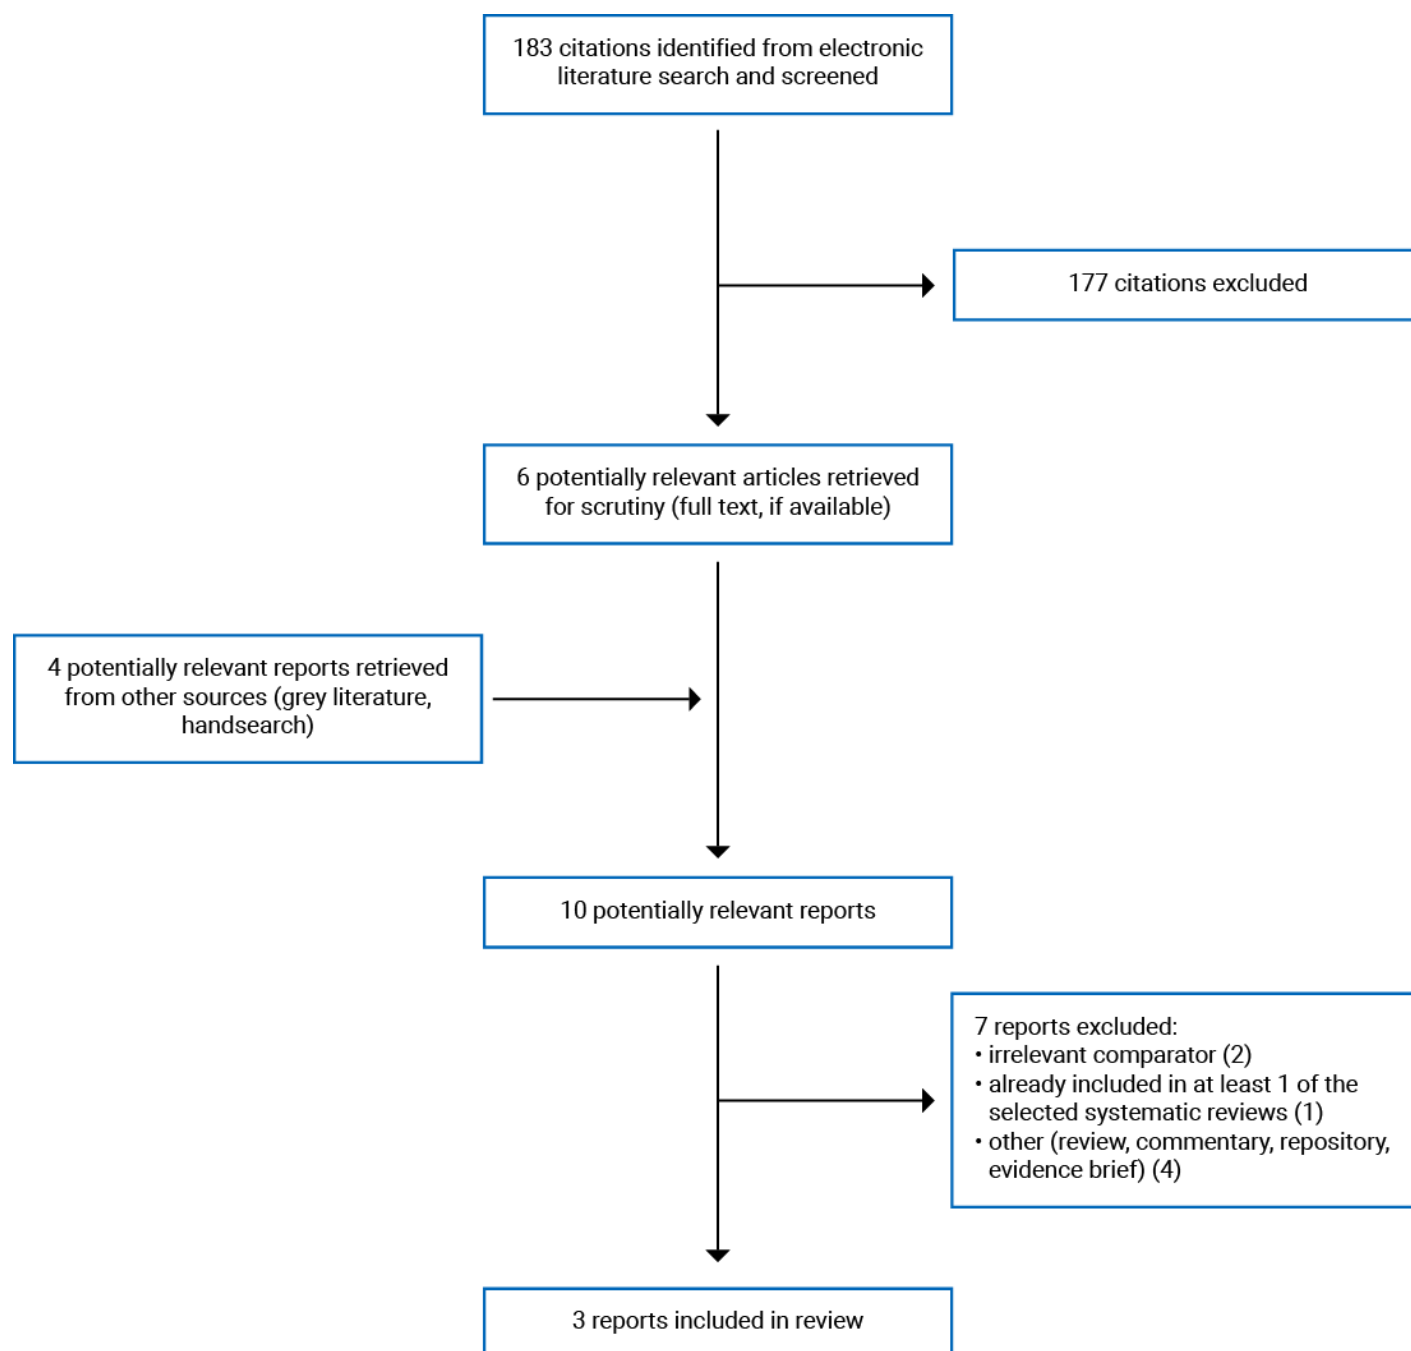 183 citations identified from electronic
literature search and screened
177 citations excluded
6 potentially relevant articles retrieved
for scrutiny (full text, if available)
4 potentially relevant reports retrieved
from other sources (grey literature,
handsearch)
10 potentially relevant reports
7 reports excluded:
• irrelevant comparator (2)
• already included in at least 1 of the
selected systematic reviews (1)
• other (review, commentary, repository,
evidence brief) (4)
3 reports included in review